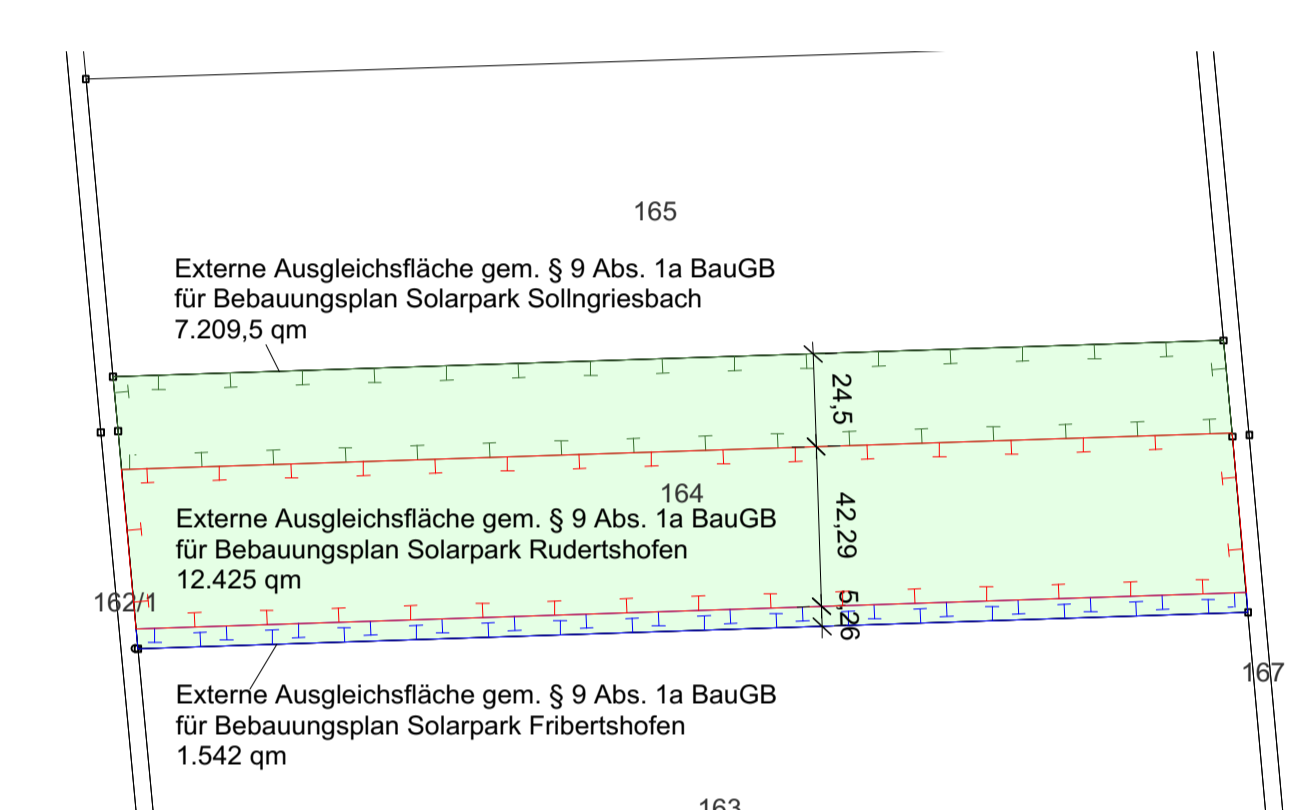 165
Externe Ausgleichsfläche gem. § 9 Abs. 1a BauGB
für Bebauungsplan Solarpark Sollngriesbach
7.209,5 qm
24,5
164
42,29
Externe Ausgleichsfläche gem. § 9 Abs. 1a BauGB
für Bebauungsplan Solarpark Rudertshofen
12.425 qm
162/1
5,26
167
Externe Ausgleichsfläche gem. § 9 Abs. 1a BauGB
für Bebauungsplan Solarpark Fribertshofen
1.542 qm
163